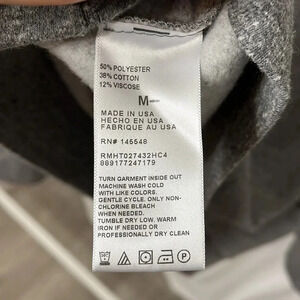 50% POLYESTER
38% COTTON
12% VISCOSE
M
MADE IN USA
HECHO EN USA
FABRIQUE AU USA
RN# 145548
RMHT027432HC4
889177247179
TURN GARMENT INSIDE OUT
MACHINE WASH COLD
WITH LIKE COLORS.
GENTLE CYCLE. ONLY NON-
CHLORINE BLEACH
WHEN NEEDED.
TUMBLE DRY LOW. WARM
IRON IF NEEDED OR
PROFESSIONALLY DRY CLEAN
P